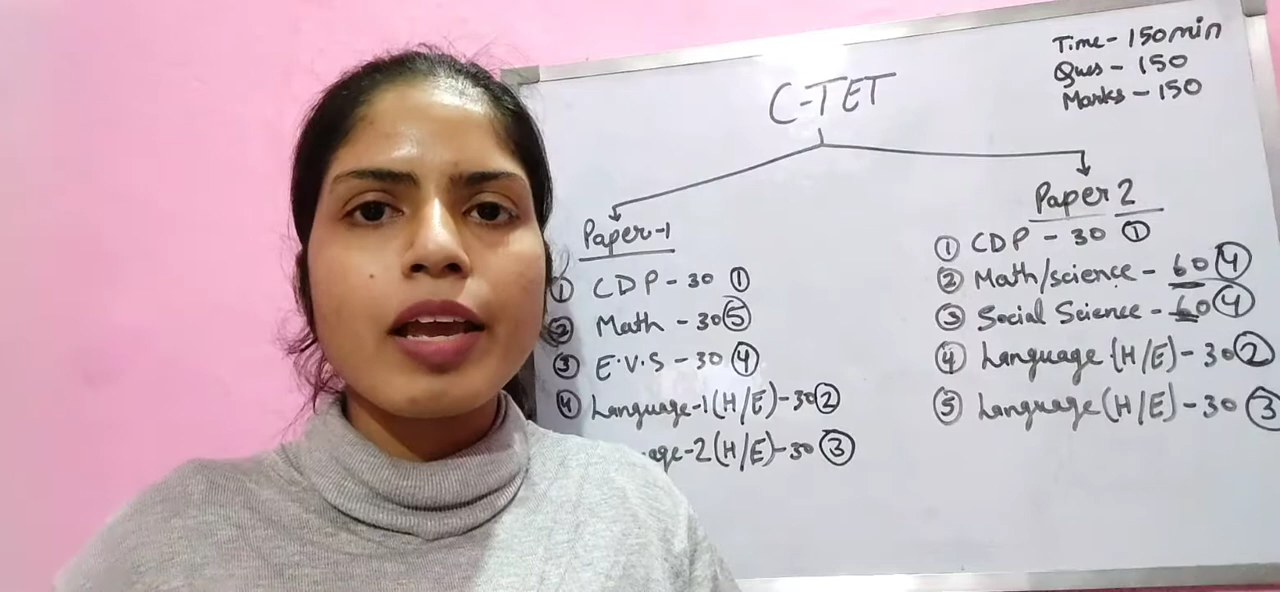 Time - 150min
Ques - 150
Marks - 150
C-TET
Paper-1
① CDP - 30 ①
② Math - 30 ⑤
③ E.V.S - 30 ④
④ Language-1 (H/E) - 30 ②
age-2 (H/E) - 30 ③
Paper 2
① CDP - 30 ①
② Math/science - 60 ④
③ Social Science - 60 ④
④ Language (H/E) - 30 ②
⑤ Language (H/E) - 30 ③